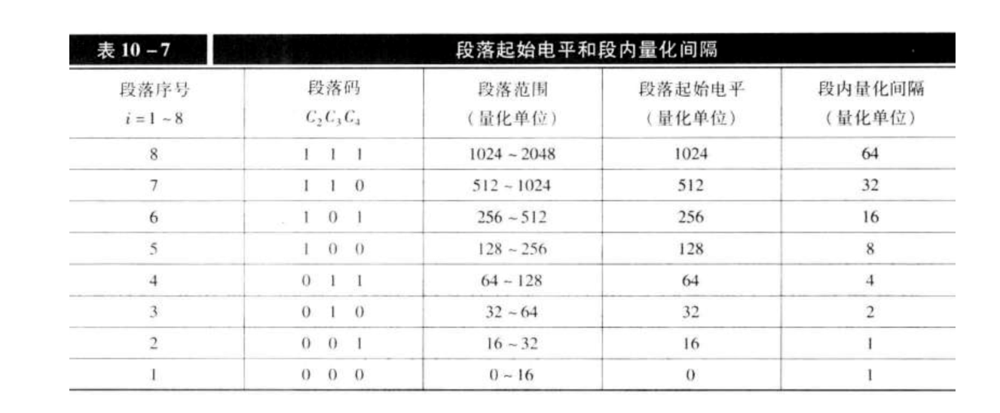 表 10-7 段落起始电平和段内量化间隔
段落序号 段落码 段落范围 段落起始电平 段内量化间隔
i=1~8 C₂C₃C₄ (量化单位) (量化单位) (量化单位)
8 1 1 1 1024~2048 1024 64
7 1 1 0 512~1024 512 32
6 1 0 1 256~512 256 16
5 1 0 0 128~256 128 8
4 0 1 1 64~128 64 4
3 0 1 0 32~64 32 2
2 0 0 1 16~32 16 1
1 0 0 0 0~16 0 1